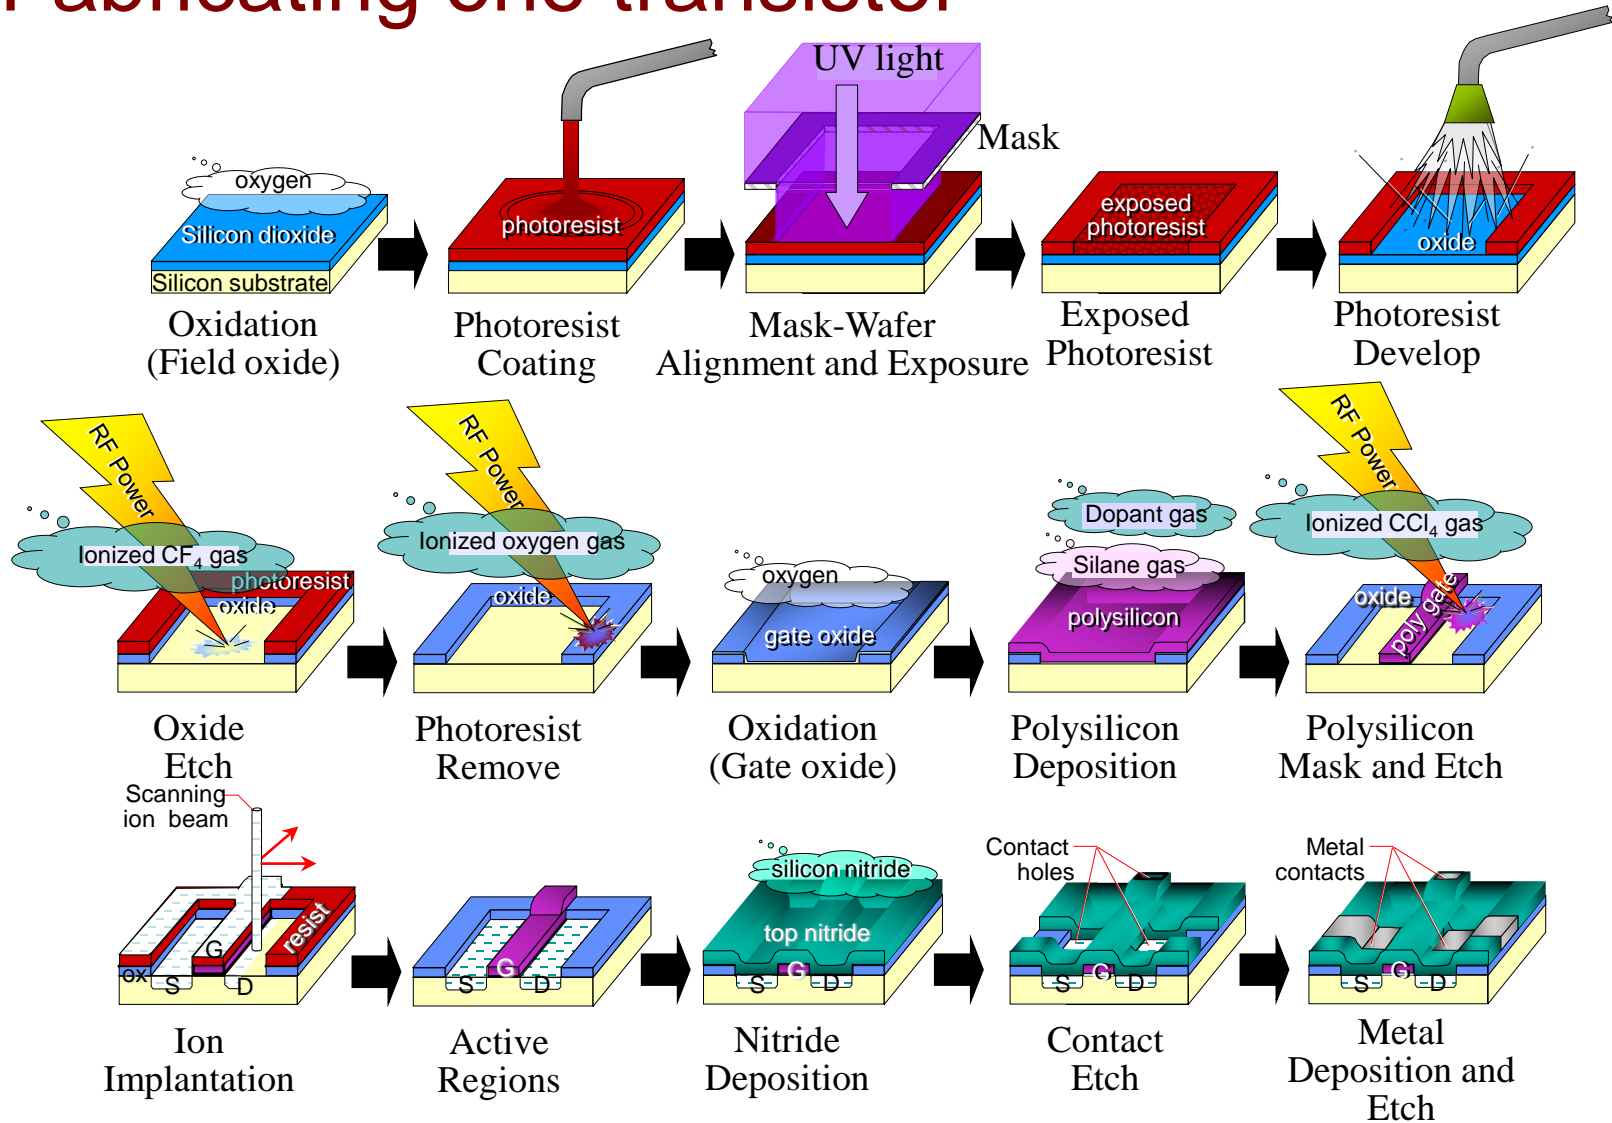 Fabricating one transistor
UV light
Mask
oxygen
Silicon dioxide
Silicon substrate
photoresist
exposed
photoresist
oxide
Oxidation
(Field oxide)
Photoresist
Coating
Mask-Wafer
Alignment and Exposure
Exposed
Photoresist
Photoresist
Develop
RF Power
Ionized CF4 gas
photoresist
oxide
RF Power
Ionized oxygen gas
oxide
oxygen
gate oxide
Dopant gas
Silane gas
polysilicon
RF Power
Ionized CCl4 gas
oxide
poly gate
Oxide
Etch
Photoresist
Remove
Oxidation
(Gate oxide)
Polysilicon
Deposition
Polysilicon
Mask and Etch
Scanning
ion beam
resist
G
ox
S
D
G
S
D
silicon nitride
top nitride
G
S
D
Contact
holes
G
S
D
Metal
contacts
G
S
D
Ion
Implantation
Active
Regions
Nitride
Deposition
Contact
Etch
Metal
Deposition and
Etch